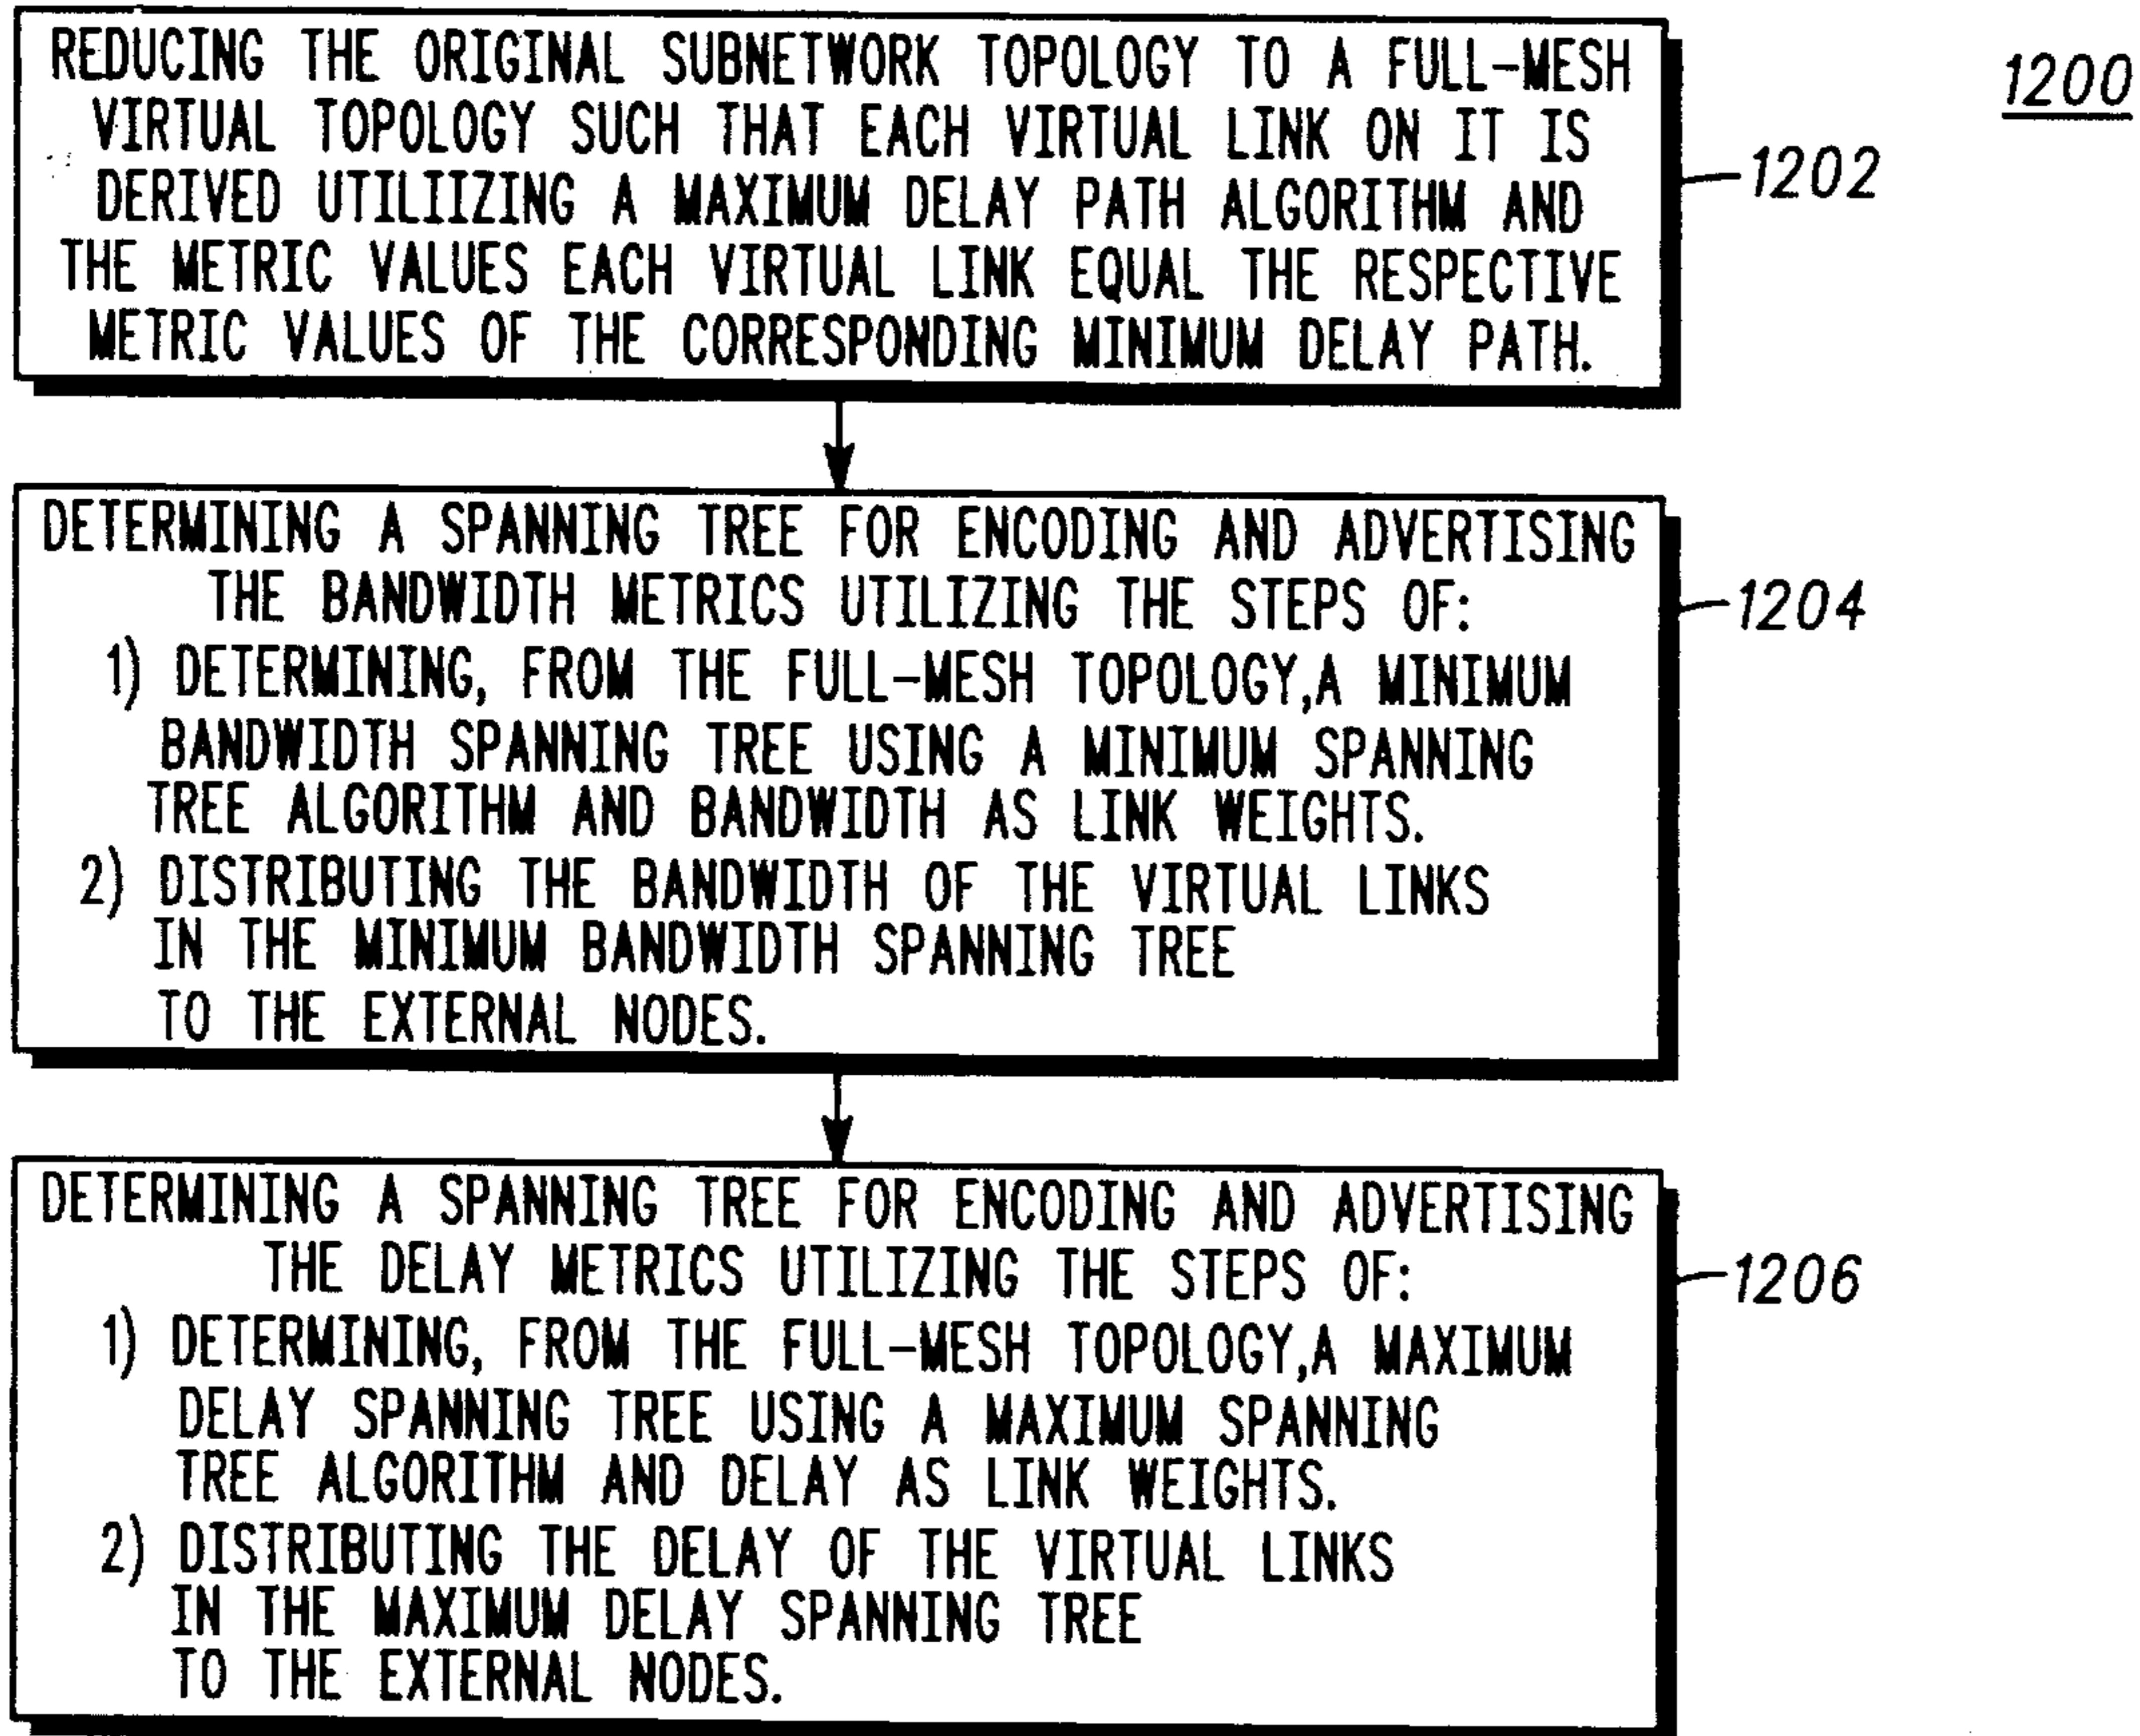 REDUCING THE ORIGINAL SUBNETWORK TOPOLOGY TO A FULL-MESH
VIRTUAL TOPOLOGY SUCH THAT EACH VIRTUAL LINK ON IT IS
DERIVED UTILIIZING A MAXIMUM DELAY PATH ALGORITHM AND
THE METRIC VALUES EACH VIRTUAL LINK EQUAL THE RESPECTIVE
METRIC VALUES OF THE CORRESPONDING MINIMUM DELAY PATH.
1200
1202
DETERMINING A SPANNING TREE FOR ENCODING AND ADVERTISING
THE BANDWIDTH METRICS UTILIZING THE STEPS OF:
1) DETERMINING, FROM THE FULL-MESH TOPOLOGY,A MINIMUM
BANDWIDTH SPANNING TREE USING A MINIMUM SPANNING
TREE ALGORITHM AND BANDWIDTH AS LINK WEIGHTS.
2) DISTRIBUTING THE BANDWIDTH OF THE VIRTUAL LINKS
IN THE MINIMUM BANDWIDTH SPANNING TREE
TO THE EXTERNAL NODES.
1204
DETERMINING A SPANNING TREE FOR ENCODING AND ADVERTISING
THE DELAY METRICS UTILIZING THE STEPS OF:
1) DETERMINING, FROM THE FULL-MESH TOPOLOGY,A MAXIMUM
DELAY SPANNING TREE USING A MAXIMUM SPANNING
TREE ALGORITHM AND DELAY AS LINK WEIGHTS.
2) DISTRIBUTING THE DELAY OF THE VIRTUAL LINKS
IN THE MAXIMUM DELAY SPANNING TREE
TO THE EXTERNAL NODES.
1206